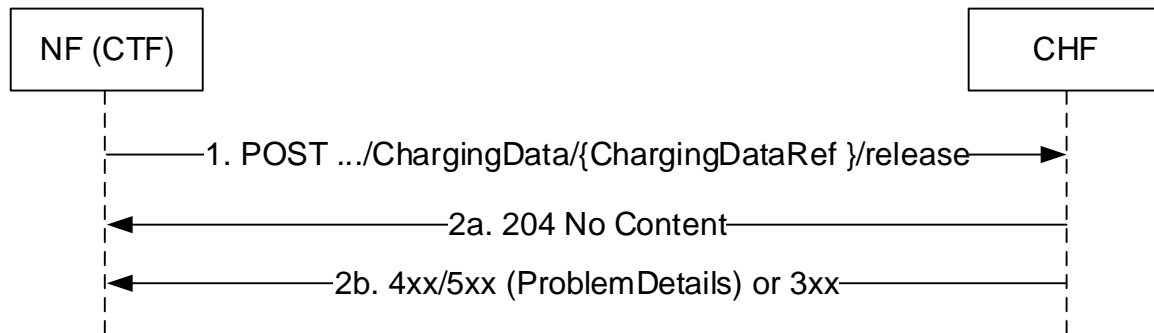 NF (CTF)
CHF
1. POST .../ChargingData/{ChargingDataRef }/release
2a. 204 No Content
2b. 4xx/5xx (ProblemDetails) or 3xx